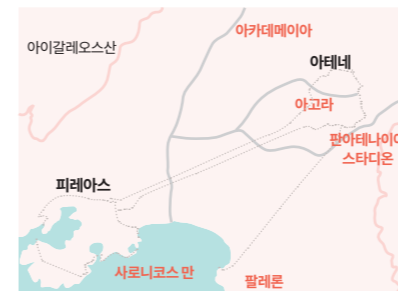 아카데메이아
아이갈레오스산
아테네
아고라
판아테나이아
스타디온
피레아스
사로니코스 만
팔레론